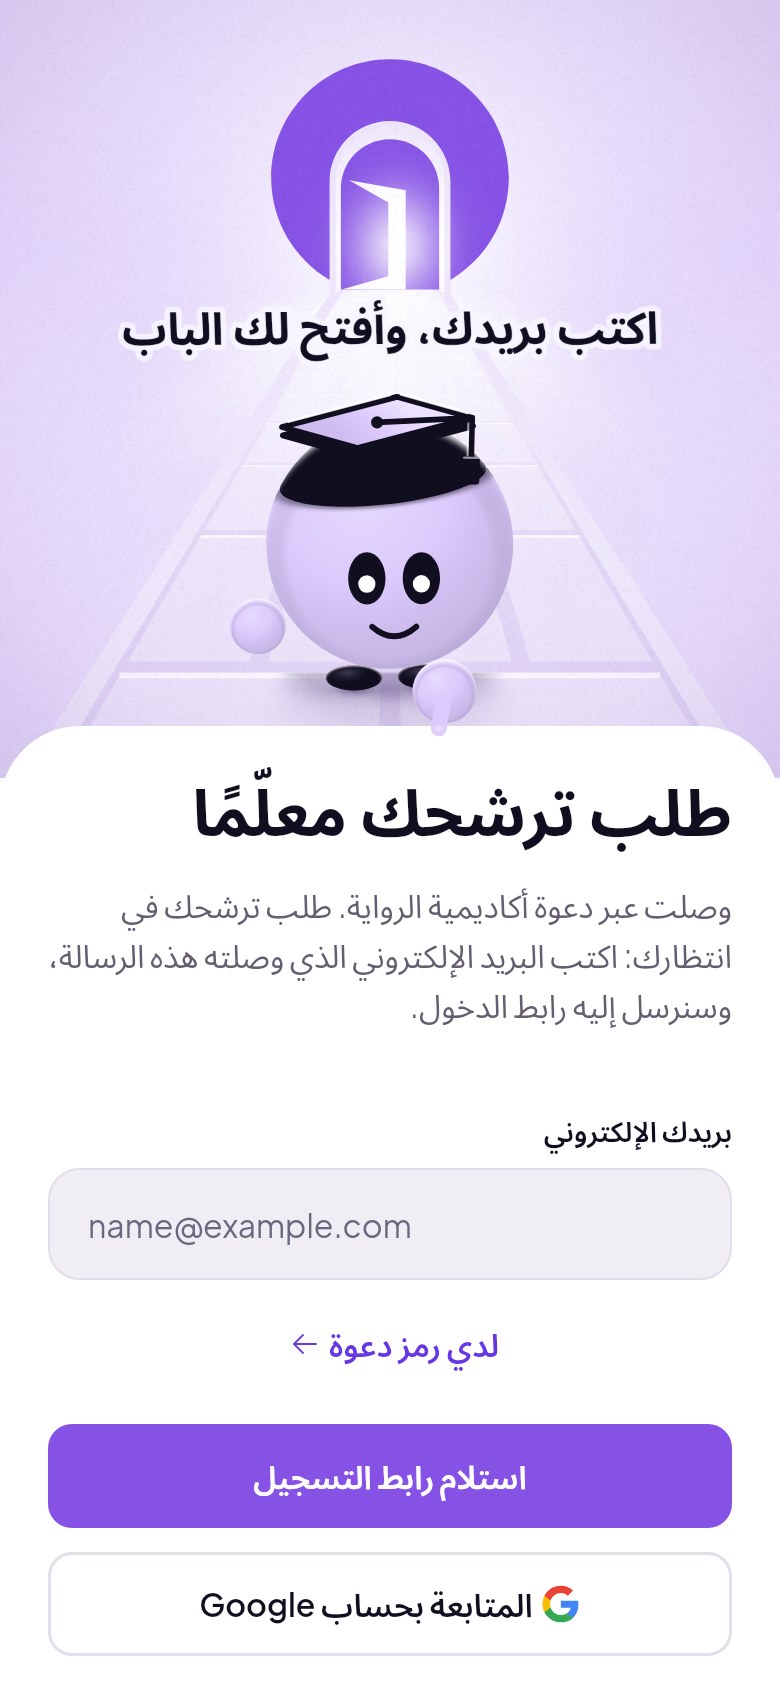 اكتب بريدك، وأفتح لك الباب
طلب ترشحك معلّمًا
وصلت عبر دعوة أكاديمية الرواية. طلب ترشحك في
انتظارك: اكتب البريد الإلكتروني الذي وصلته هذه الرسالة،
وسنرسل إليه رابط الدخول.
بريدك الإلكتروني
name@example.com
لدي رمز دعوة ←
استلام رابط التسجيل
المتابعة بحساب Google